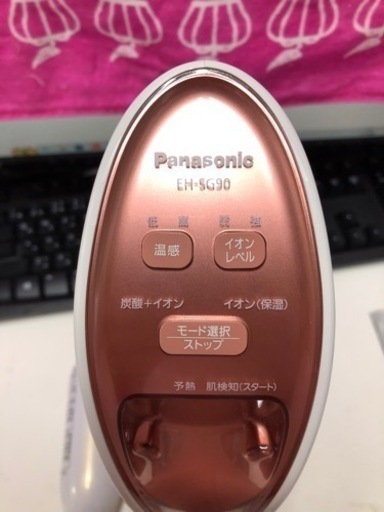 Panasonic
EH-SG90
低 高 弱 強
温感 イオンレベル
炭酸+イオン イオン(保湿)
モード選択
ストップ
予熱 肌検知(スタート)